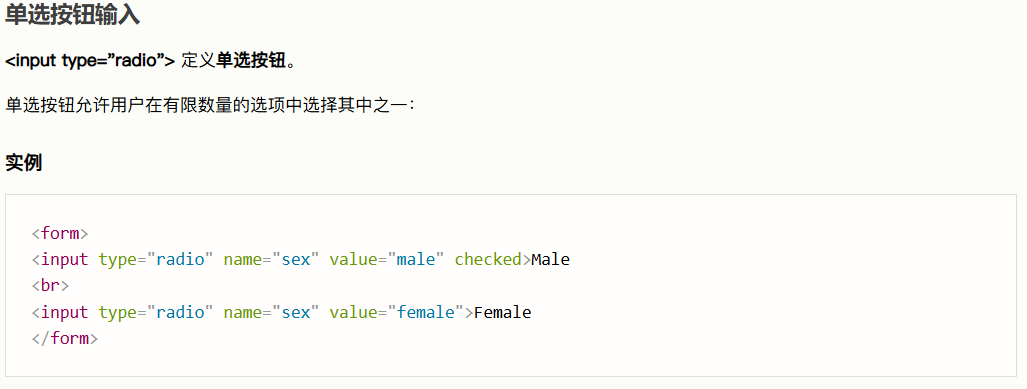 单选按钮输入
<input type="radio"> 定义单选按钮。
单选按钮允许用户在有限数量的选项中选择其中之一：
实例
<form>
<input type="radio" name="sex" value="male" checked>Male
<br>
<input type="radio" name="sex" value="female">Female
</form>